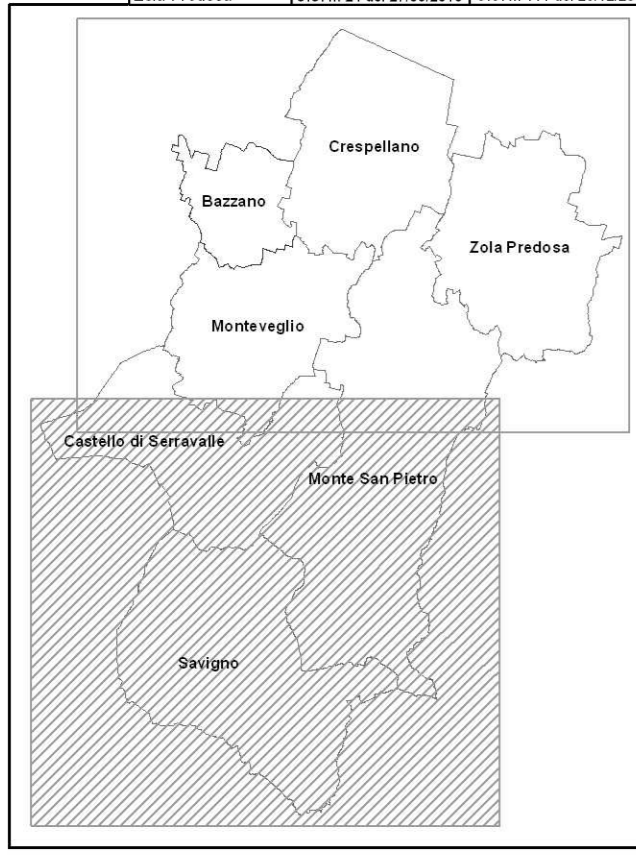 Crespellano
Bazzano
Zola Predosa
Monteveglio
Castello di Serravalle
Monte San Pietro
Savigno